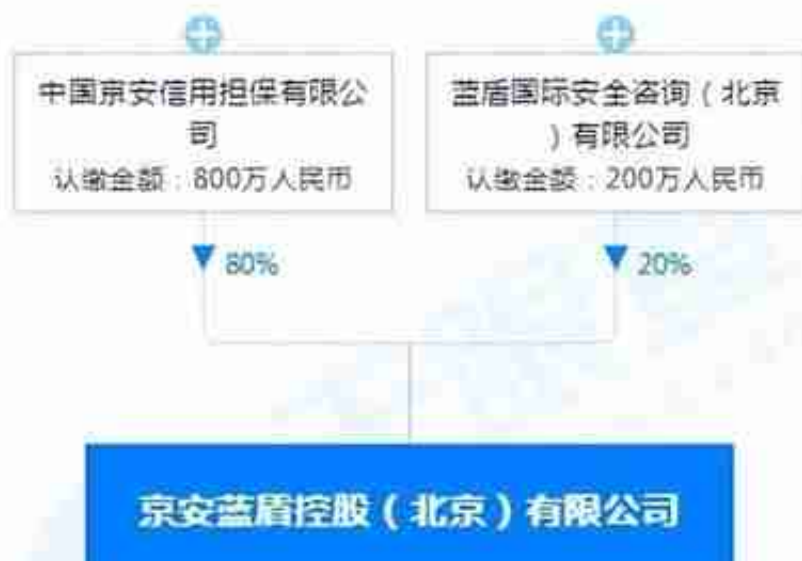 中国京安信用担保有限公
司
认缴金额：800万人民币
80%
蓝盾国际安全咨询（北京
）有限公司
认缴金额：200万人民币
20%
京安蓝盾控股（北京）有限公司